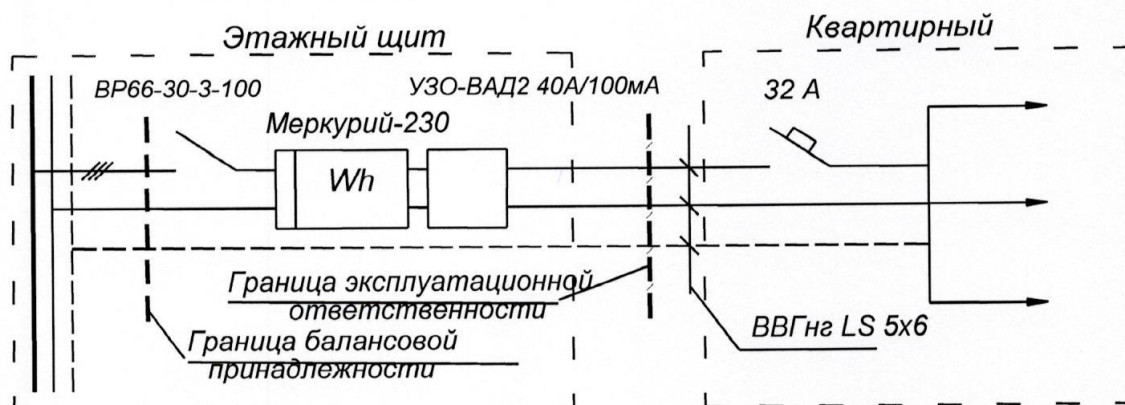 Этажный щит
Квартирный
ВР66-30-3-100
УЗО-ВАД2 40А/100мА
32 А
Меркурий-230
Wh
Граница эксплуатационной
ответственности
ВВГнг LS 5х6
Граница балансовой
принадлежности